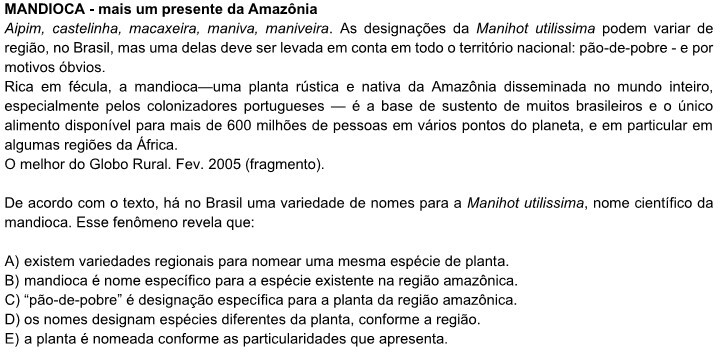 MANDIOCA - mais um presente da Amazônia
Aipim, castelinha, macaxeira, maniva, maniveira. As designações da Manihot utilissima podem variar de
região, no Brasil, mas uma delas deve ser levada em conta em todo o território nacional: pão-de-pobre - e por
motivos óbvios.
Rica em fécula, a mandioca—uma planta rústica e nativa da Amazônia disseminada no mundo inteiro,
especialmente pelos colonizadores portugueses — é a base de sustento de muitos brasileiros e o único
alimento disponível para mais de 600 milhões de pessoas em vários pontos do planeta, e em particular em
algumas regiões da África.
O melhor do Globo Rural. Fev. 2005 (fragmento).
De acordo com o texto, há no Brasil uma variedade de nomes para a Manihot utilissima, nome científico da
mandioca. Esse fenômeno revela que:
A) existem variedades regionais para nomear uma mesma espécie de planta.
B) mandioca é nome específico para a espécie existente na região amazônica.
C) “pão-de-pobre” é designação específica para a planta da região amazônica.
D) os nomes designam espécies diferentes da planta, conforme a região.
E) a planta é nomeada conforme as particularidades que apresenta.